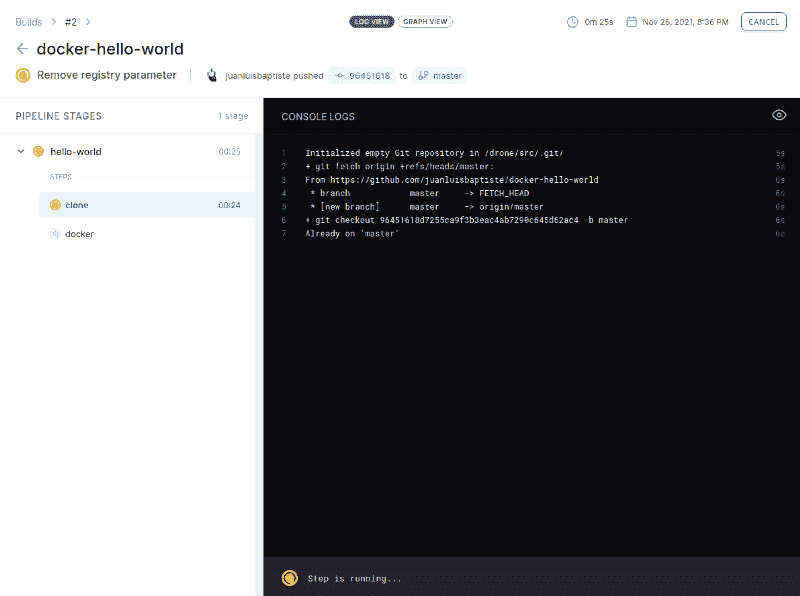 Builds > #2 >
LOG VIEW GRAPH VIEW
0m 25s Nov 26, 2021, 8:36 PM CANCEL
docker-hello-world
Remove registry parameter
juanluisbaptiste pushed 96451618 to master
PIPELINE STAGES 1 stage
hello-world 00:25
STEPS
clone 00:24
docker
CONSOLE LOGS
1 Initialized empty Git repository in /drone/src/.git/ 5s
2 + git fetch origin +refs/heads/master: 5s
3 From https://github.com/juanluisbaptiste/docker-hello-world 6s
4 * branch master -> FETCH_HEAD 6s
5 * [new branch] master -> origin/master 6s
6 + git checkout 96451618d7255ca9f3b3eac4ab7290c645d62ac4 -b master 6s
7 Already on 'master' 6s
Step is running...